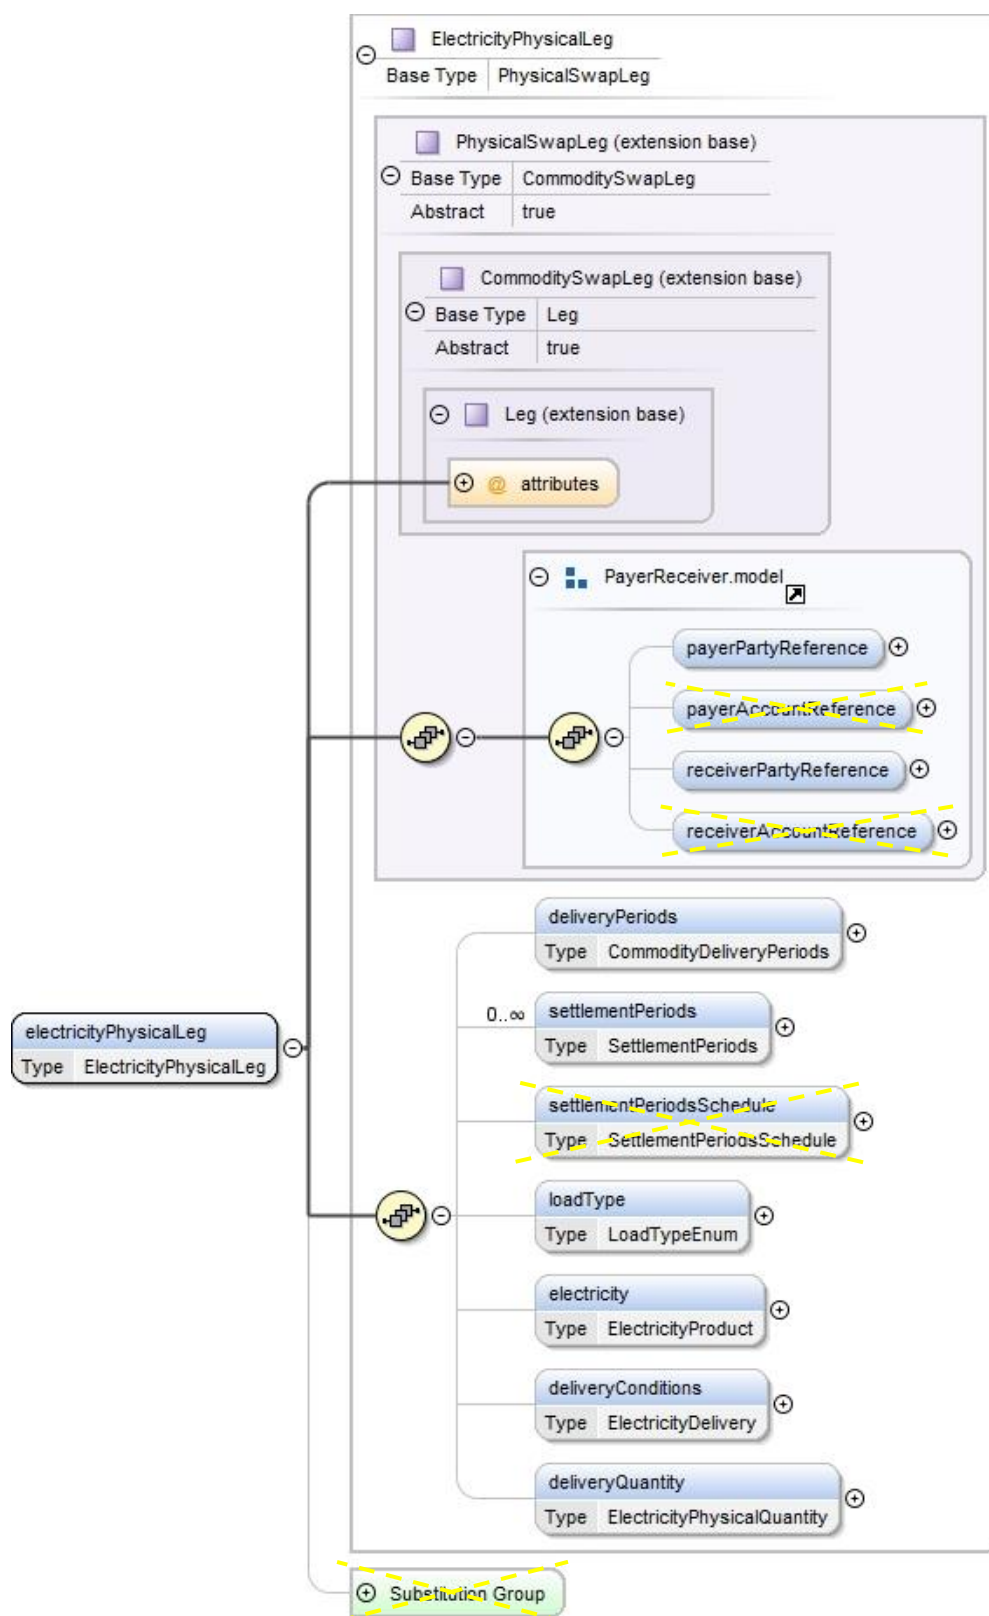 ElectricityPhysicalLeg
Base Type PhysicalSwapLeg
PhysicalSwapLeg (extension base)
Base Type CommoditySwapLeg
Abstract true
CommoditySwapLeg (extension base)
Base Type Leg
Abstract true
Leg (extension base)
@ attributes
PayerReceiver.model
payerPartyReference
payerAccountReference
receiverPartyReference
receiverAccountReference
deliveryPeriods
Type CommodityDeliveryPeriods
0..∞
settlementPeriods
Type SettlementPeriods
electricityPhysicalLeg
Type ElectricityPhysicalLeg
settlementPeriodsSchedule
Type SettlementPeriodsSchedule
loadType
Type LoadTypeEnum
electricity
Type ElectricityProduct
deliveryConditions
Type ElectricityDelivery
deliveryQuantity
Type ElectricityPhysicalQuantity
Substitution Group